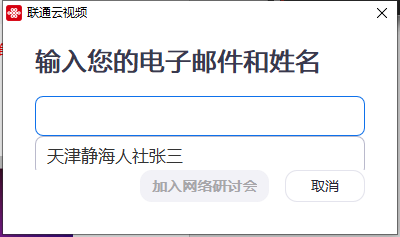 联通云视频
输入您的电子邮件和姓名
天津静海人社张三
加入网络研讨会
取消